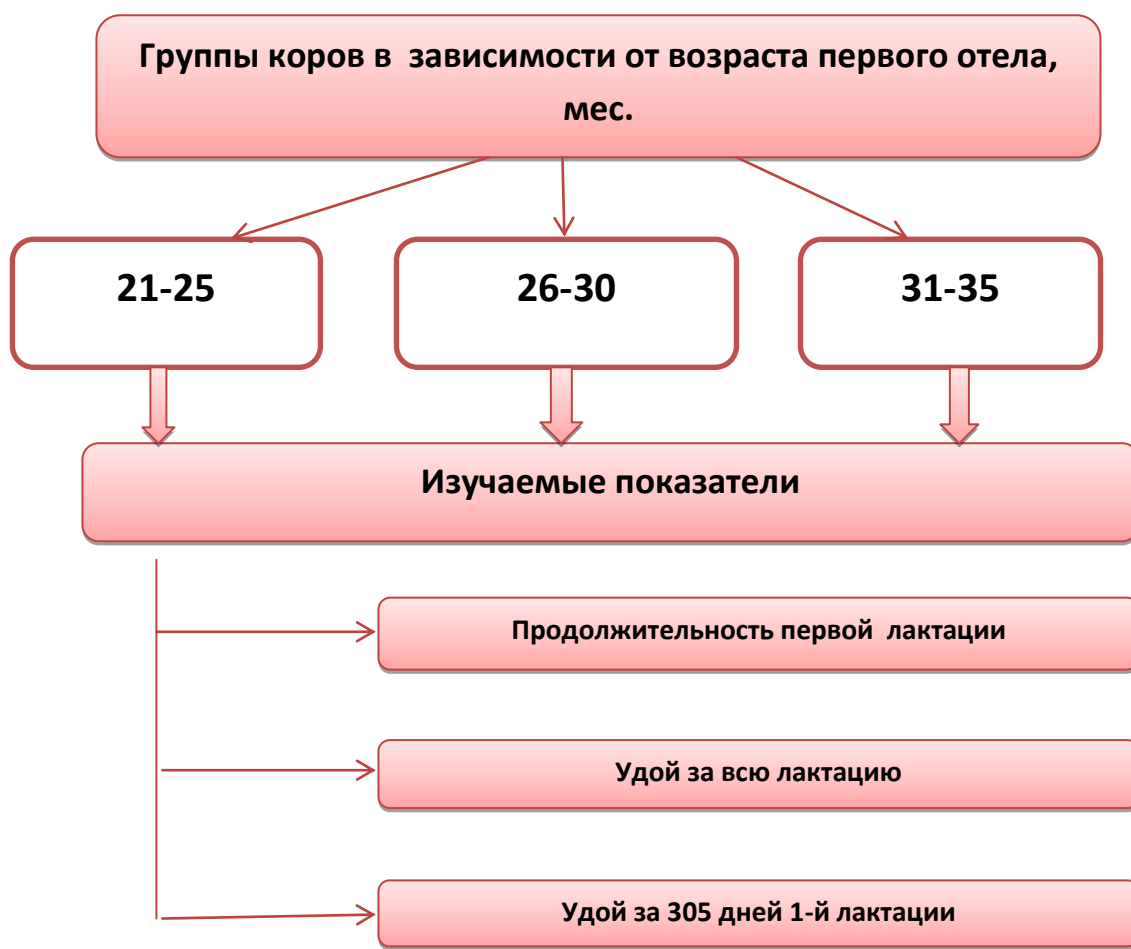 Группы коров в зависимости от возраста первого отела,
мес.
21-25
26-30
31-35
Изучаемые показатели
Продолжительность первой лактации
Удой за всю лактацию
Удой за 305 дней 1-й лактации